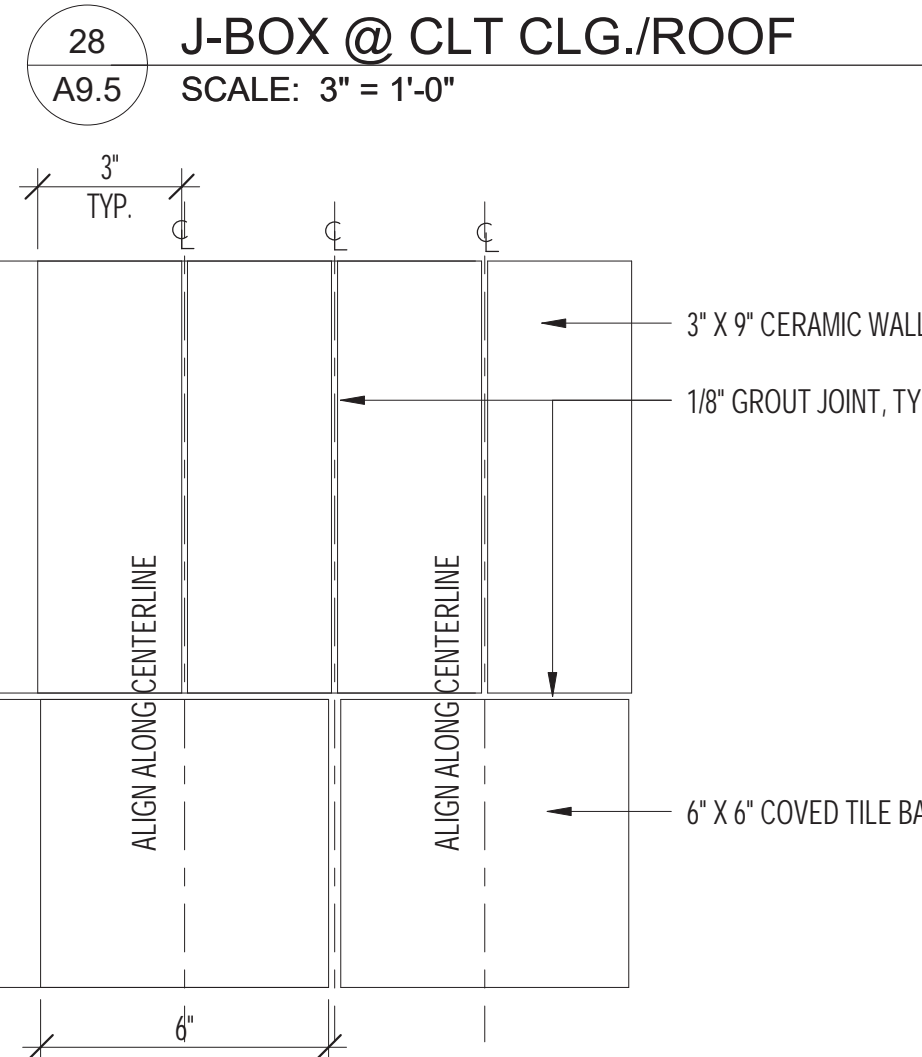 28
J-BOX @ CLT CLG./ROOF
A9.5
SCALE: 3" = 1'-0"
3"
TYP.
℄
℄
℄
3" X 9" CERAMIC WALL
1/8" GROUT JOINT, TY
ALIGN ALONG CENTERLINE
ALIGN ALONG CENTERLINE
6" X 6" COVED TILE BA
6"